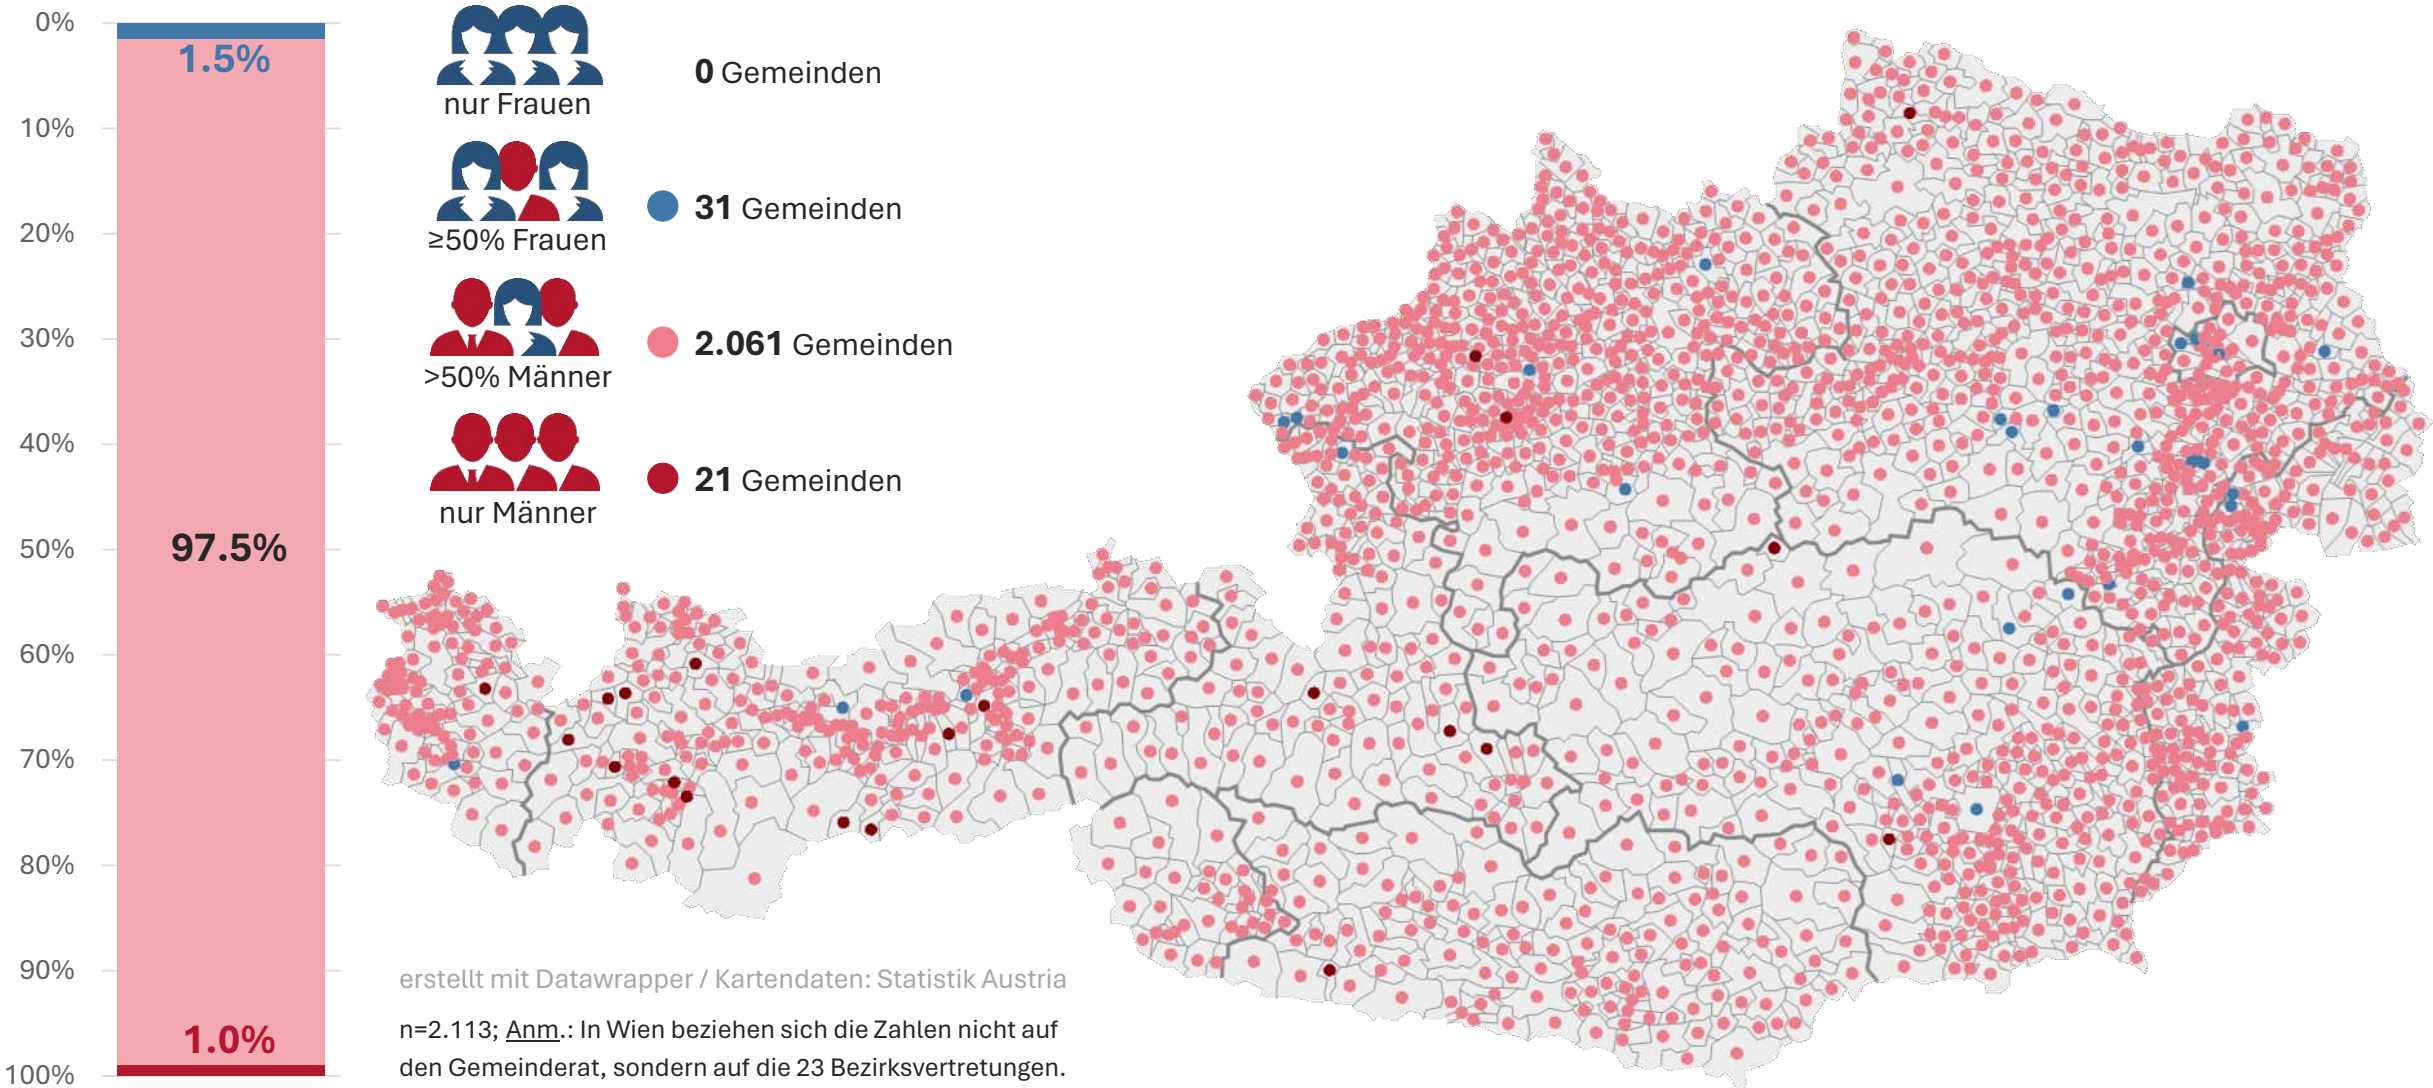 0%
10%
20%
30%
40%
50%
60%
70%
80%
90%
100%
1.5%
97.5%
1.0%
nur Frauen
0 Gemeinden
≥50% Frauen
31 Gemeinden
>50% Männer
2.061 Gemeinden
nur Männer
21 Gemeinden
erstellt mit Datawrapper / Kartendaten: Statistik Austria
n=2.113; Anm.: In Wien beziehen sich die Zahlen nicht auf
den Gemeinderat, sondern auf die 23 Bezirksvertretungen.